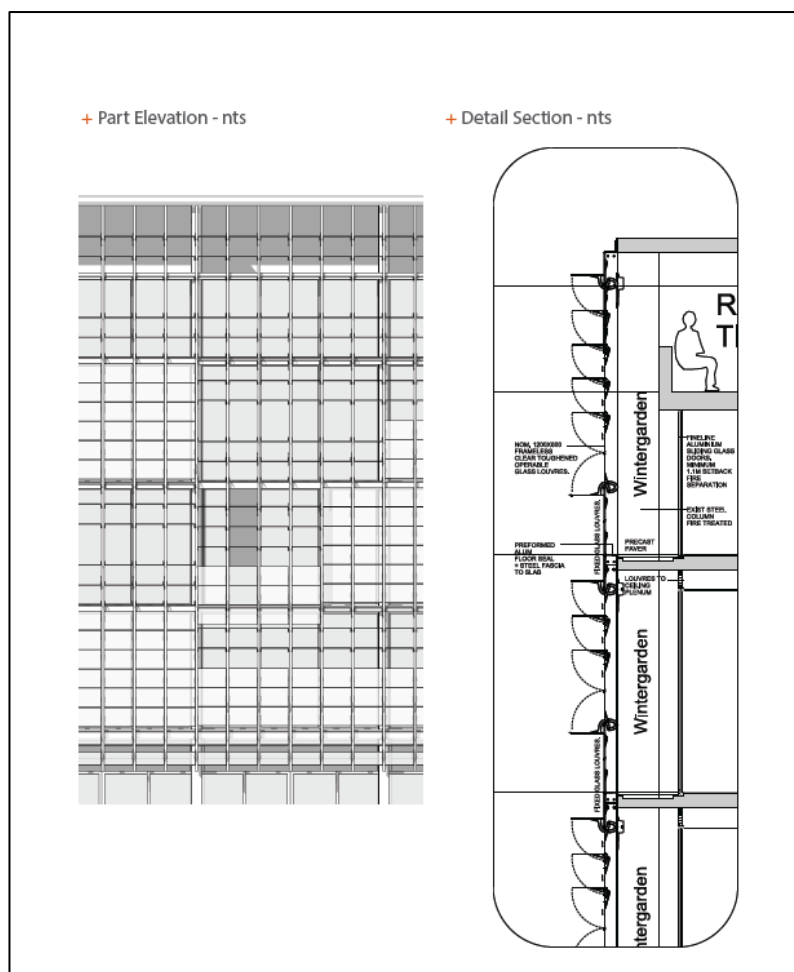 + Part Elevation - nts
+ Detail Section - nts
R
Wintergarden
NOM. 1200X600
FRAMELESS
CLEAR TOUGHENED
OPERABLE
GLASS LOUVRES.
FINELINE
ALUMINIUM
SLIDING GLASS
DOORS,
MINIMUM
1.1M SETBACK
FIRE
SEPARATION
EXIST STEEL
COLUMN
FIRE TREATED
FIXED GLASS LOUVRES.
PREFORMED
ALUM
FLOOR SEAL
+ STEEL FASCIA
TO SLAB
PRECAST
PAVER
LOUVRES TO
CEILING
PLENUM
Wintergarden
FIXED GLASS LOUVRES.
Wintergarden